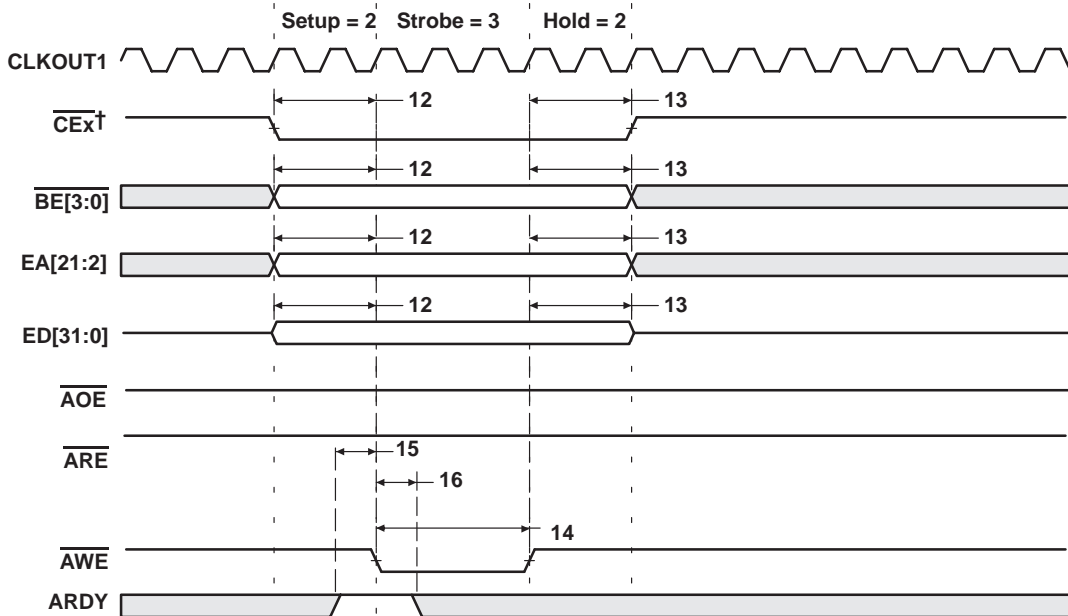 Setup = 2 Strobe = 3 Hold = 2
CLKOUT1
12 13
CEx†
12 13
BE[3:0]
12 13
EA[21:2]
12 13
ED[31:0]
AOE
15
ARE
16
14
AWE
ARDY